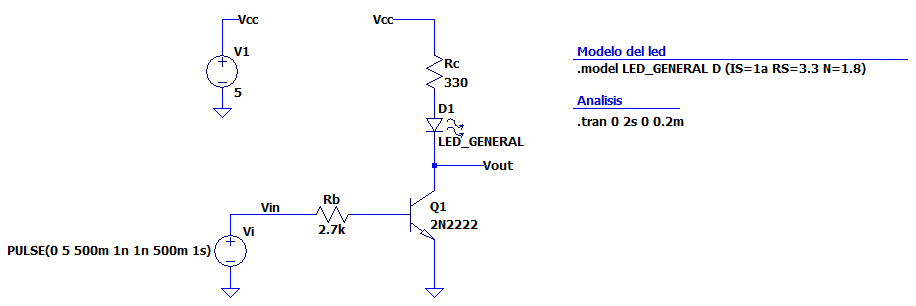 Vcc
Vcc
V1
5
Rc
330
D1
LED_GENERAL
Vout
Vin
Rb
2.7k
Q1
2N2222
Vi
PULSE(0 5 500m 1n 1n 500m 1s)
Modelo del led
.model LED_GENERAL D (IS=1a RS=3.3 N=1.8)
Analisis
.tran 0 2s 0 0.2m